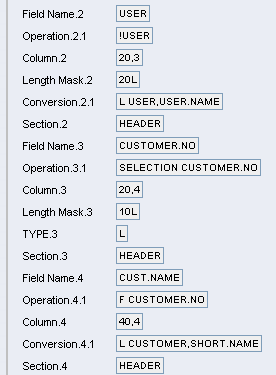 Field Name.2 USER
Operation.2.1 !USER
Column.2 20,3
Length Mask.2 20L
Conversion.2.1 L USER,USER.NAME
Section.2 HEADER
Field Name.3 CUSTOMER.NO
Operation.3.1 SELECTION CUSTOMER.NO
Column.3 20,4
Length Mask.3 10L
TYPE.3 L
Section.3 HEADER
Field Name.4 CUST.NAME
Operation.4.1 F CUSTOMER.NO
Column.4 40,4
Conversion.4.1 L CUSTOMER,SHORT.NAME
Section.4 HEADER